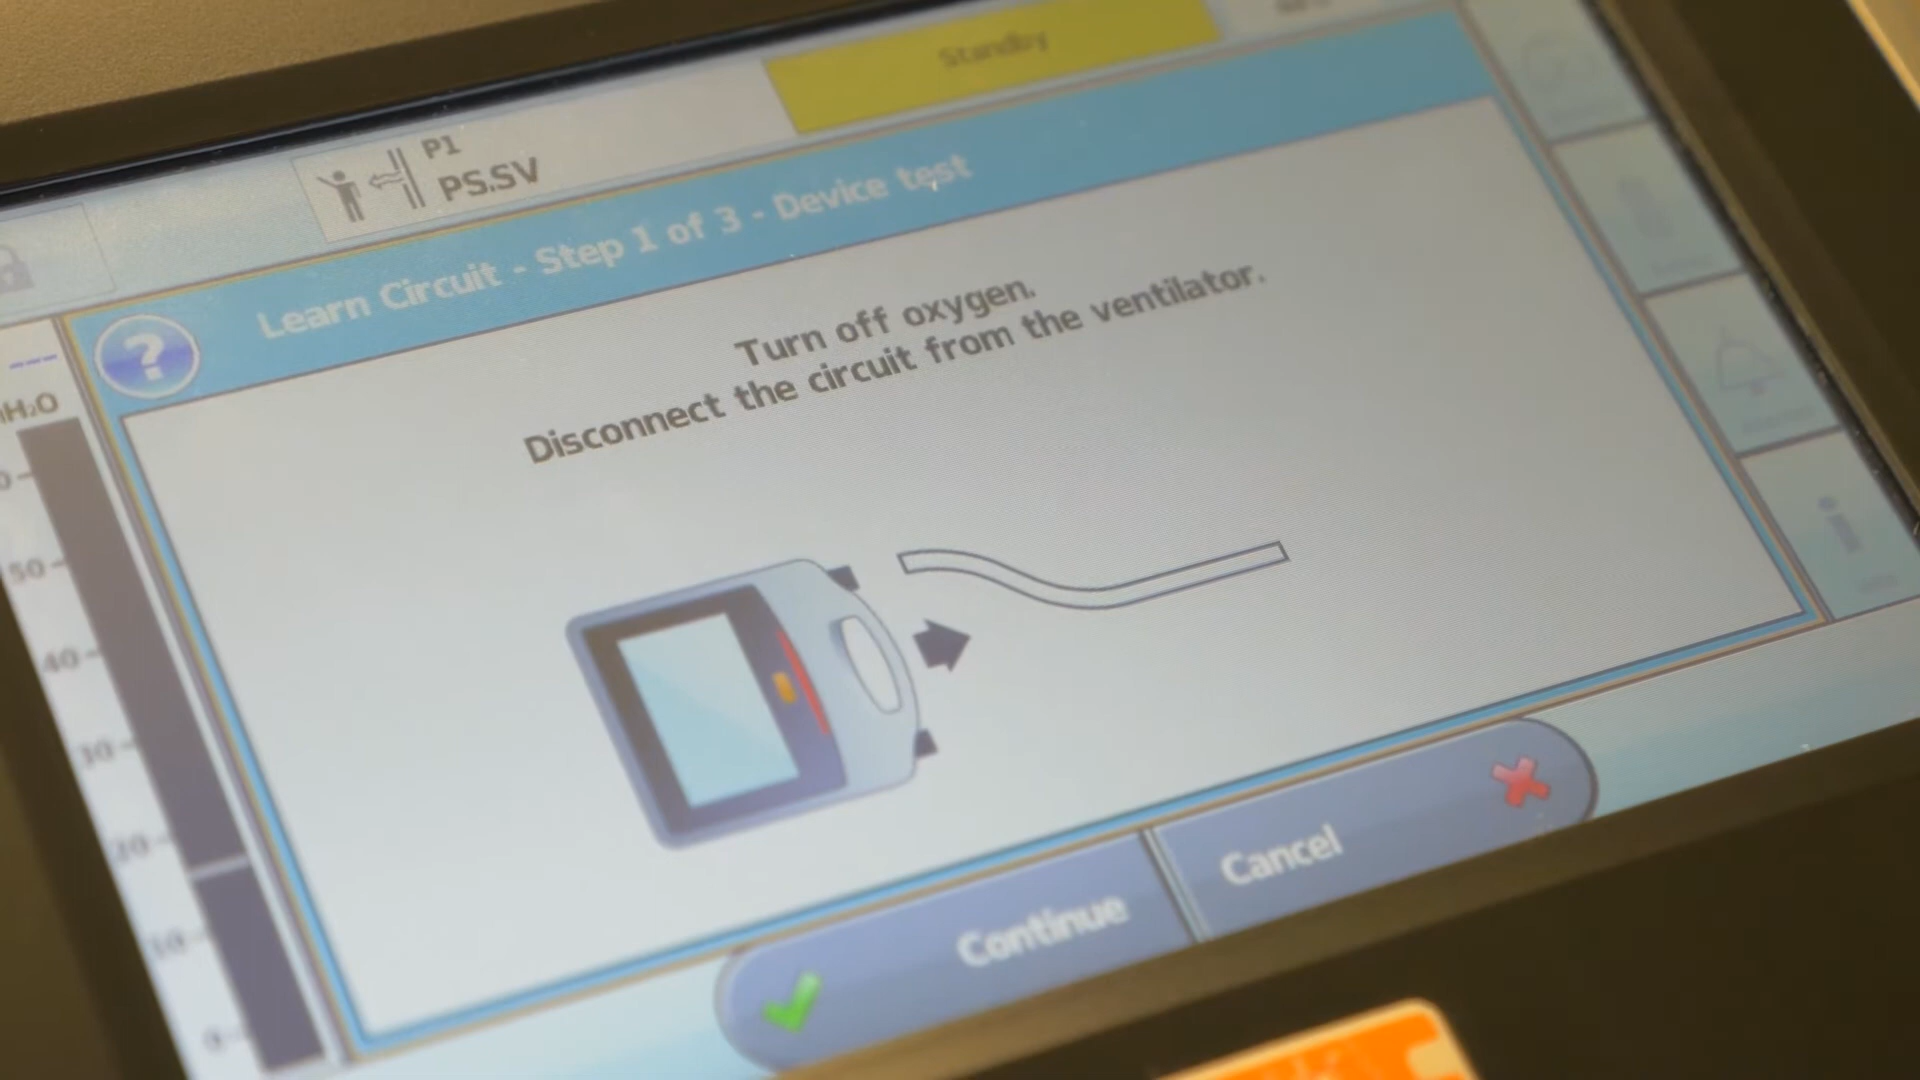 Standby
P1
PS.SV
Learn Circuit - Step 1 of 3 - Device test
Turn off oxygen.
Disconnect the circuit from the ventilator.
H₂O
50
40
30
20
10
0
Continue
Cancel